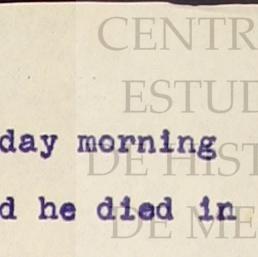 CENTR
ESTUD
day morning
DE HIST
d he died in
DE ME